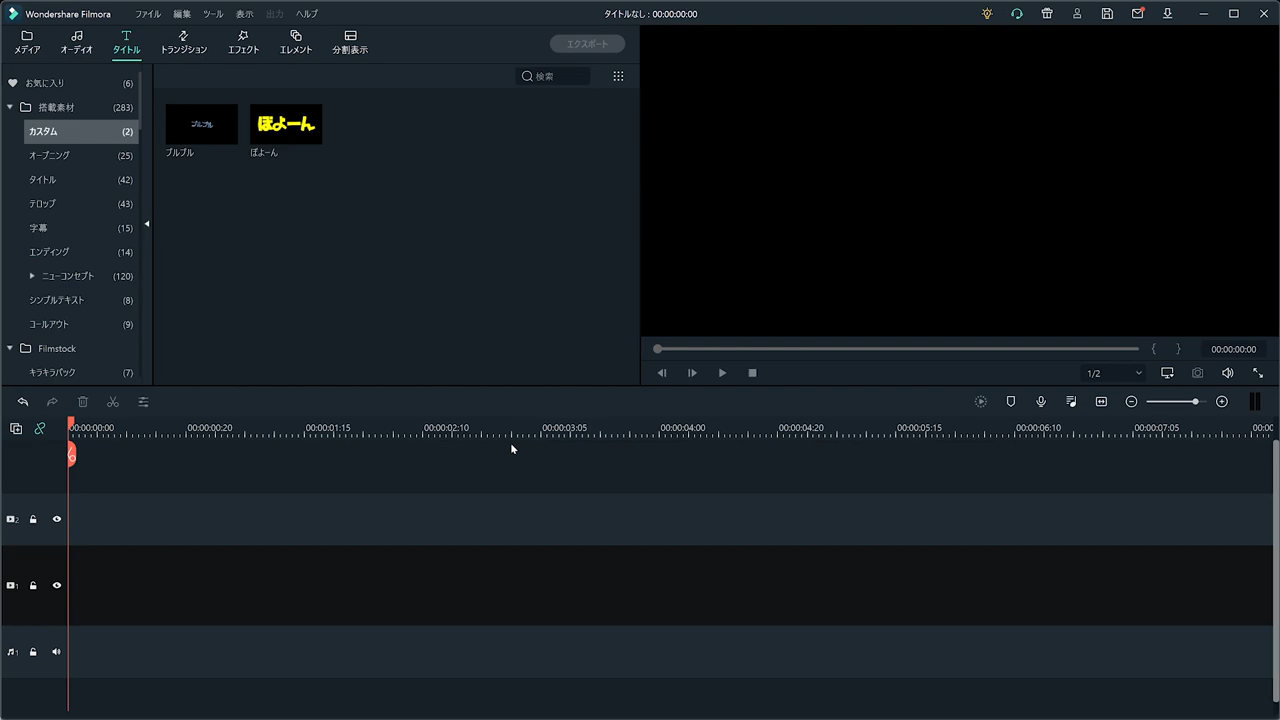 Wondershare Filmora
ファイル 編集 ツール 表示 出力 ヘルプ
タイトルなし : 00:00:00:00
メディア オーディオ タイトル トランジション エフェクト エレメント 分割表示
エクスポート
お気に入り (6)
検索
搭載素材 (283)
カスタム (2)
オープニング (25)
タイトル (42)
テロップ (43)
字幕 (15)
エンディング (14)
ニューコンセプト (120)
シンプルテキスト (8)
コールアウト (9)
Filmstock
キラキラパック (7)
プルプル
ぽよーん
プルプル
ぽよーん
{ } 00:00:00:00
1/2
00:00:00:00 00:00:00:20 00:00:01:15 00:00:02:10 00:00:03:05 00:00:04:00 00:00:04:20 00:00:05:15 00:00:06:10 00:00:07:05 00:00
2
1
1